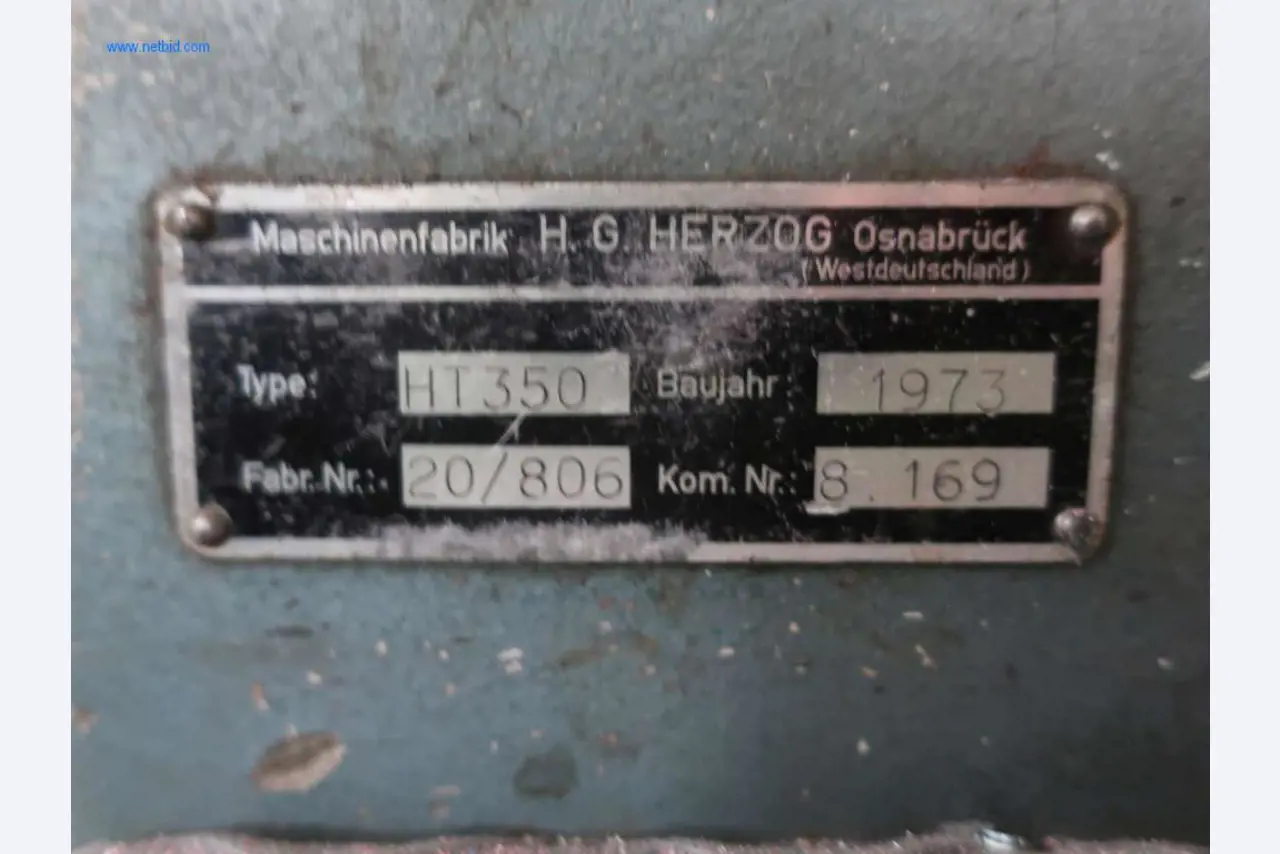 www.netbid.com
Maschinenfabrik H. G. HERZOG Osnabrück
(Westdeutschland)
Type: HT350 Baujahr: 1973
Fabr. Nr.: 20/806 Kom. Nr.: 8.169